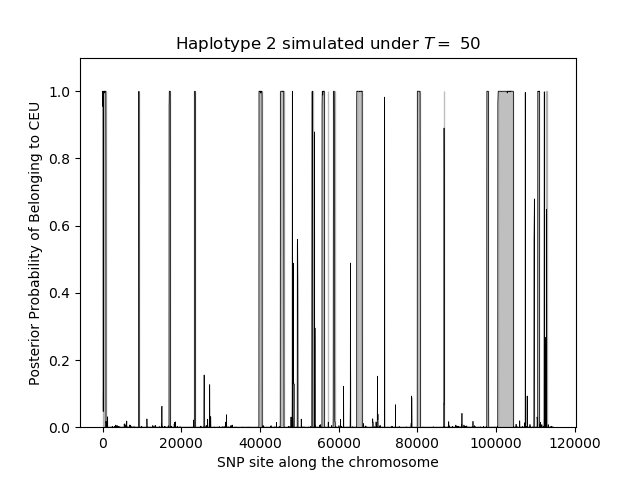 Haplotype 2 simulated under T = 50
Posterior Probability of Belonging to CEU
1.0
0.8
0.6
0.4
0.2
0.0
0 20000 40000 60000 80000 100000 120000
SNP site along the chromosome